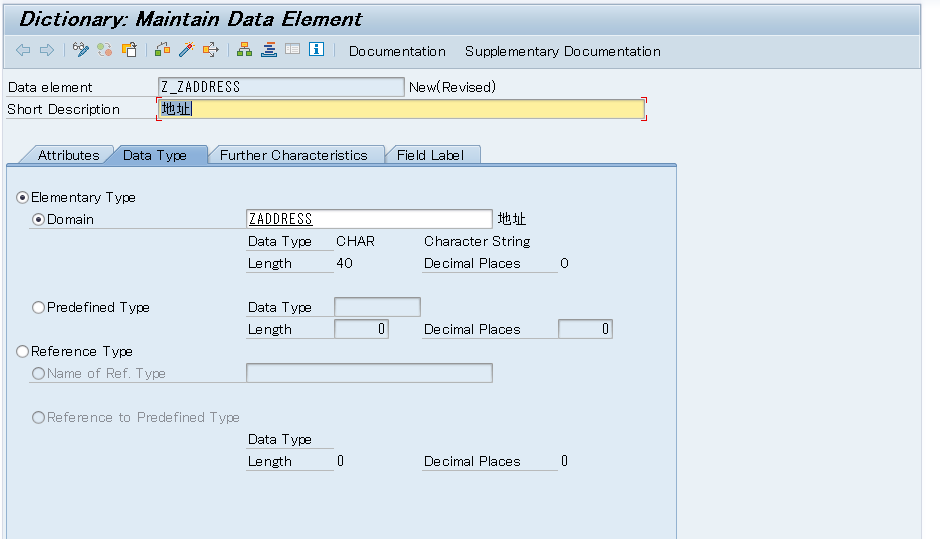 Dictionary: Maintain Data Element
Documentation Supplementary Documentation
Data element Z_ZADDRESS New(Revised)
Short Description 地址
Attributes Data Type Further Characteristics Field Label
Elementary Type
Domain ZADDRESS 地址
Data Type CHAR Character String
Length 40 Decimal Places 0
Predefined Type Data Type
Length 0 Decimal Places 0
Reference Type
Name of Ref. Type
Reference to Predefined Type
Data Type
Length 0 Decimal Places 0